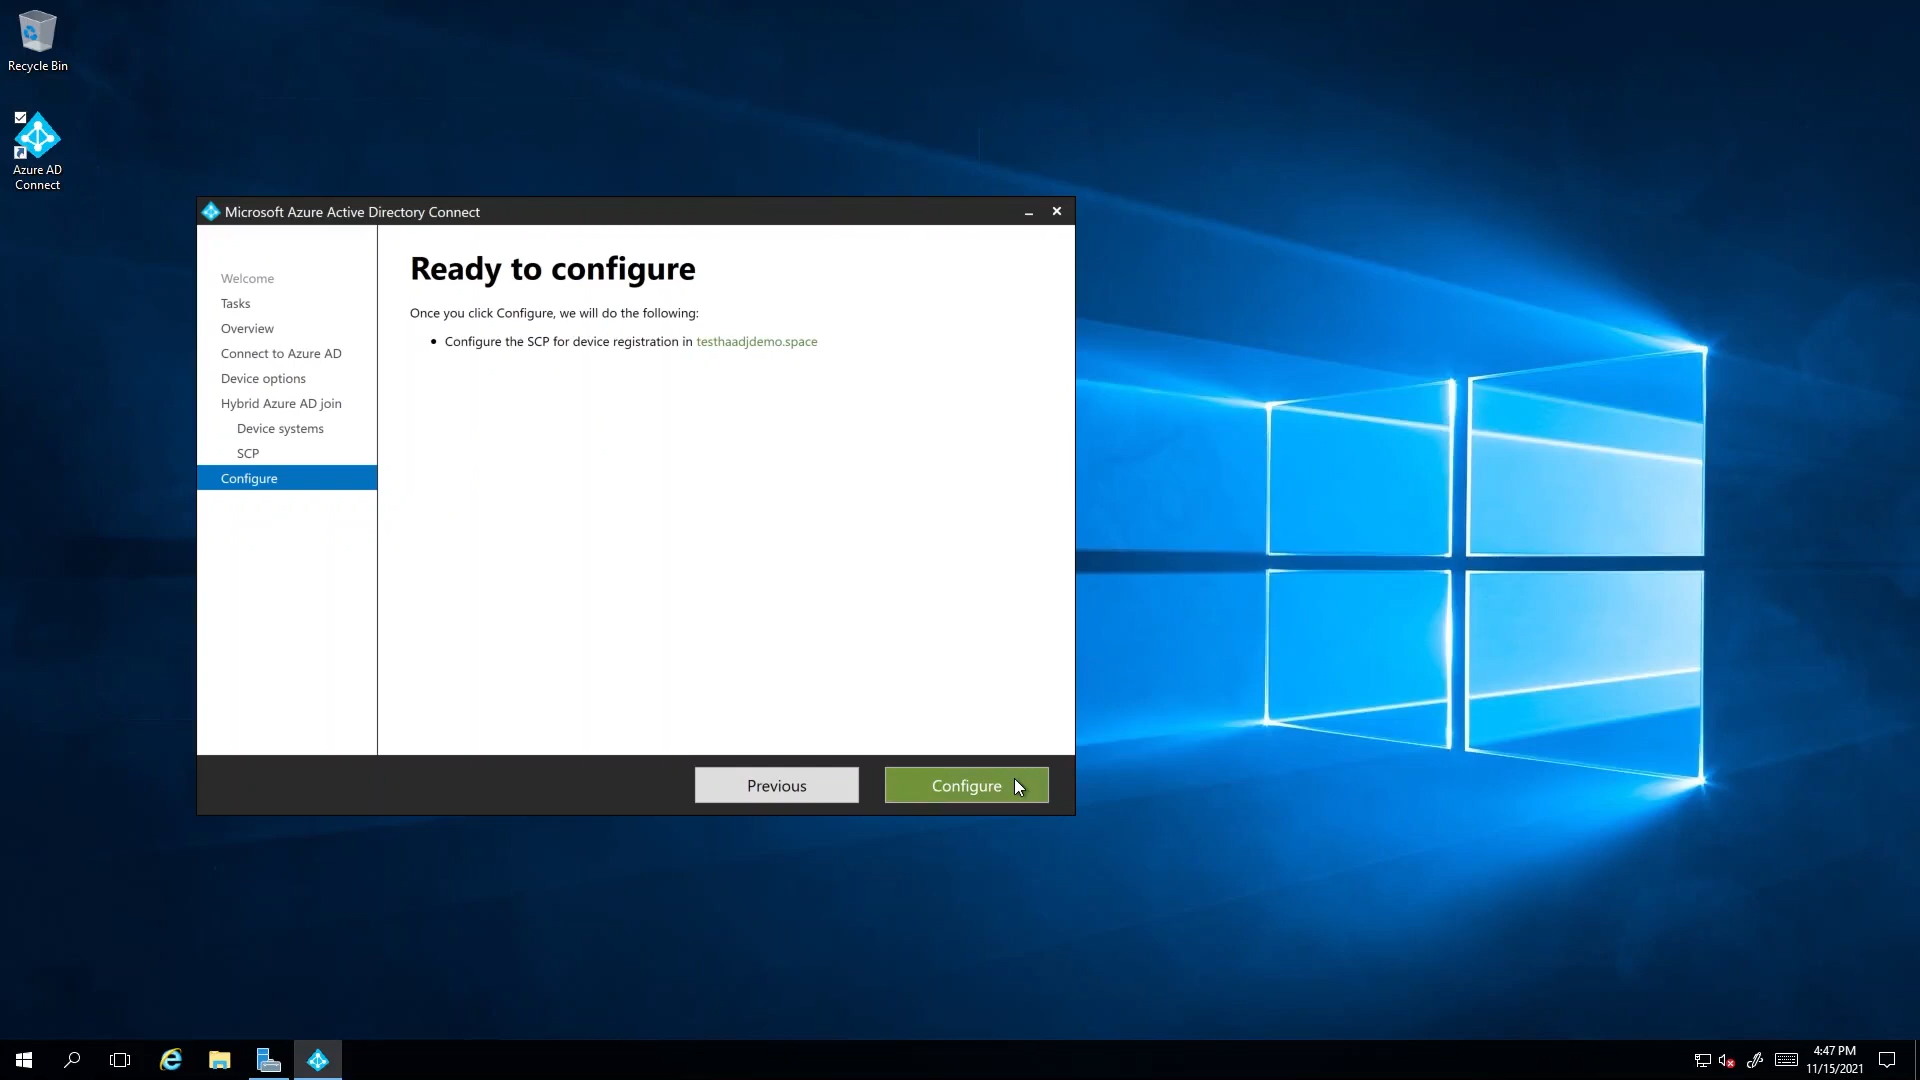 Recycle Bin
Azure AD
Connect
Microsoft Azure Active Directory Connect
Welcome
Tasks
Overview
Connect to Azure AD
Device options
Hybrid Azure AD join
Device systems
SCP
Configure
Ready to configure
Once you click Configure, we will do the following:
• Configure the SCP for device registration in testhaadjdemo.space
Previous
Configure
4:47 PM
11/15/2021